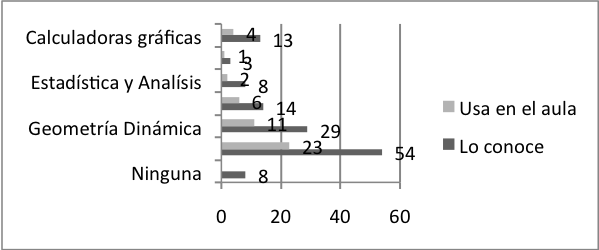 Calculadoras gráficas 4 13
1 3
Estadística y Analísis 2 8
6 14
Geometría Dinámica 11 29
23 54
Ninguna 8
0 20 40 60
Usa en el aula
Lo conoce